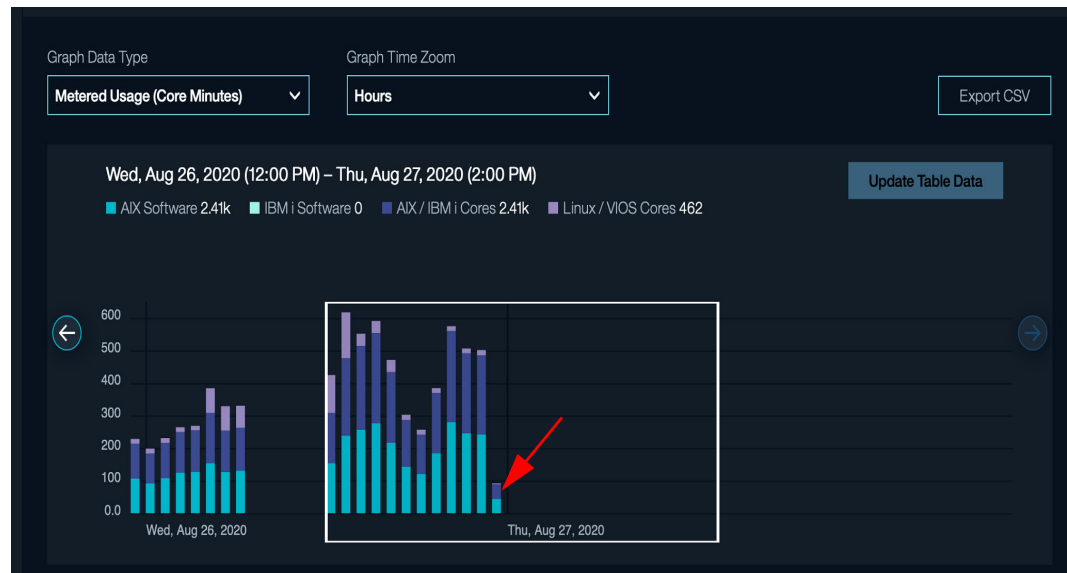 Graph Data Type
Graph Time Zoom
Metered Usage (Core Minutes)
Hours
Export CSV
Wed, Aug 26, 2020 (12:00 PM) – Thu, Aug 27, 2020 (2:00 PM)
Update Table Data
AIX Software 2.41k IBM i Software 0 AIX / IBM i Cores 2.41k Linux / VIOS Cores 462
600
500
400
300
200
100
0.0
Wed, Aug 26, 2020
Thu, Aug 27, 2020